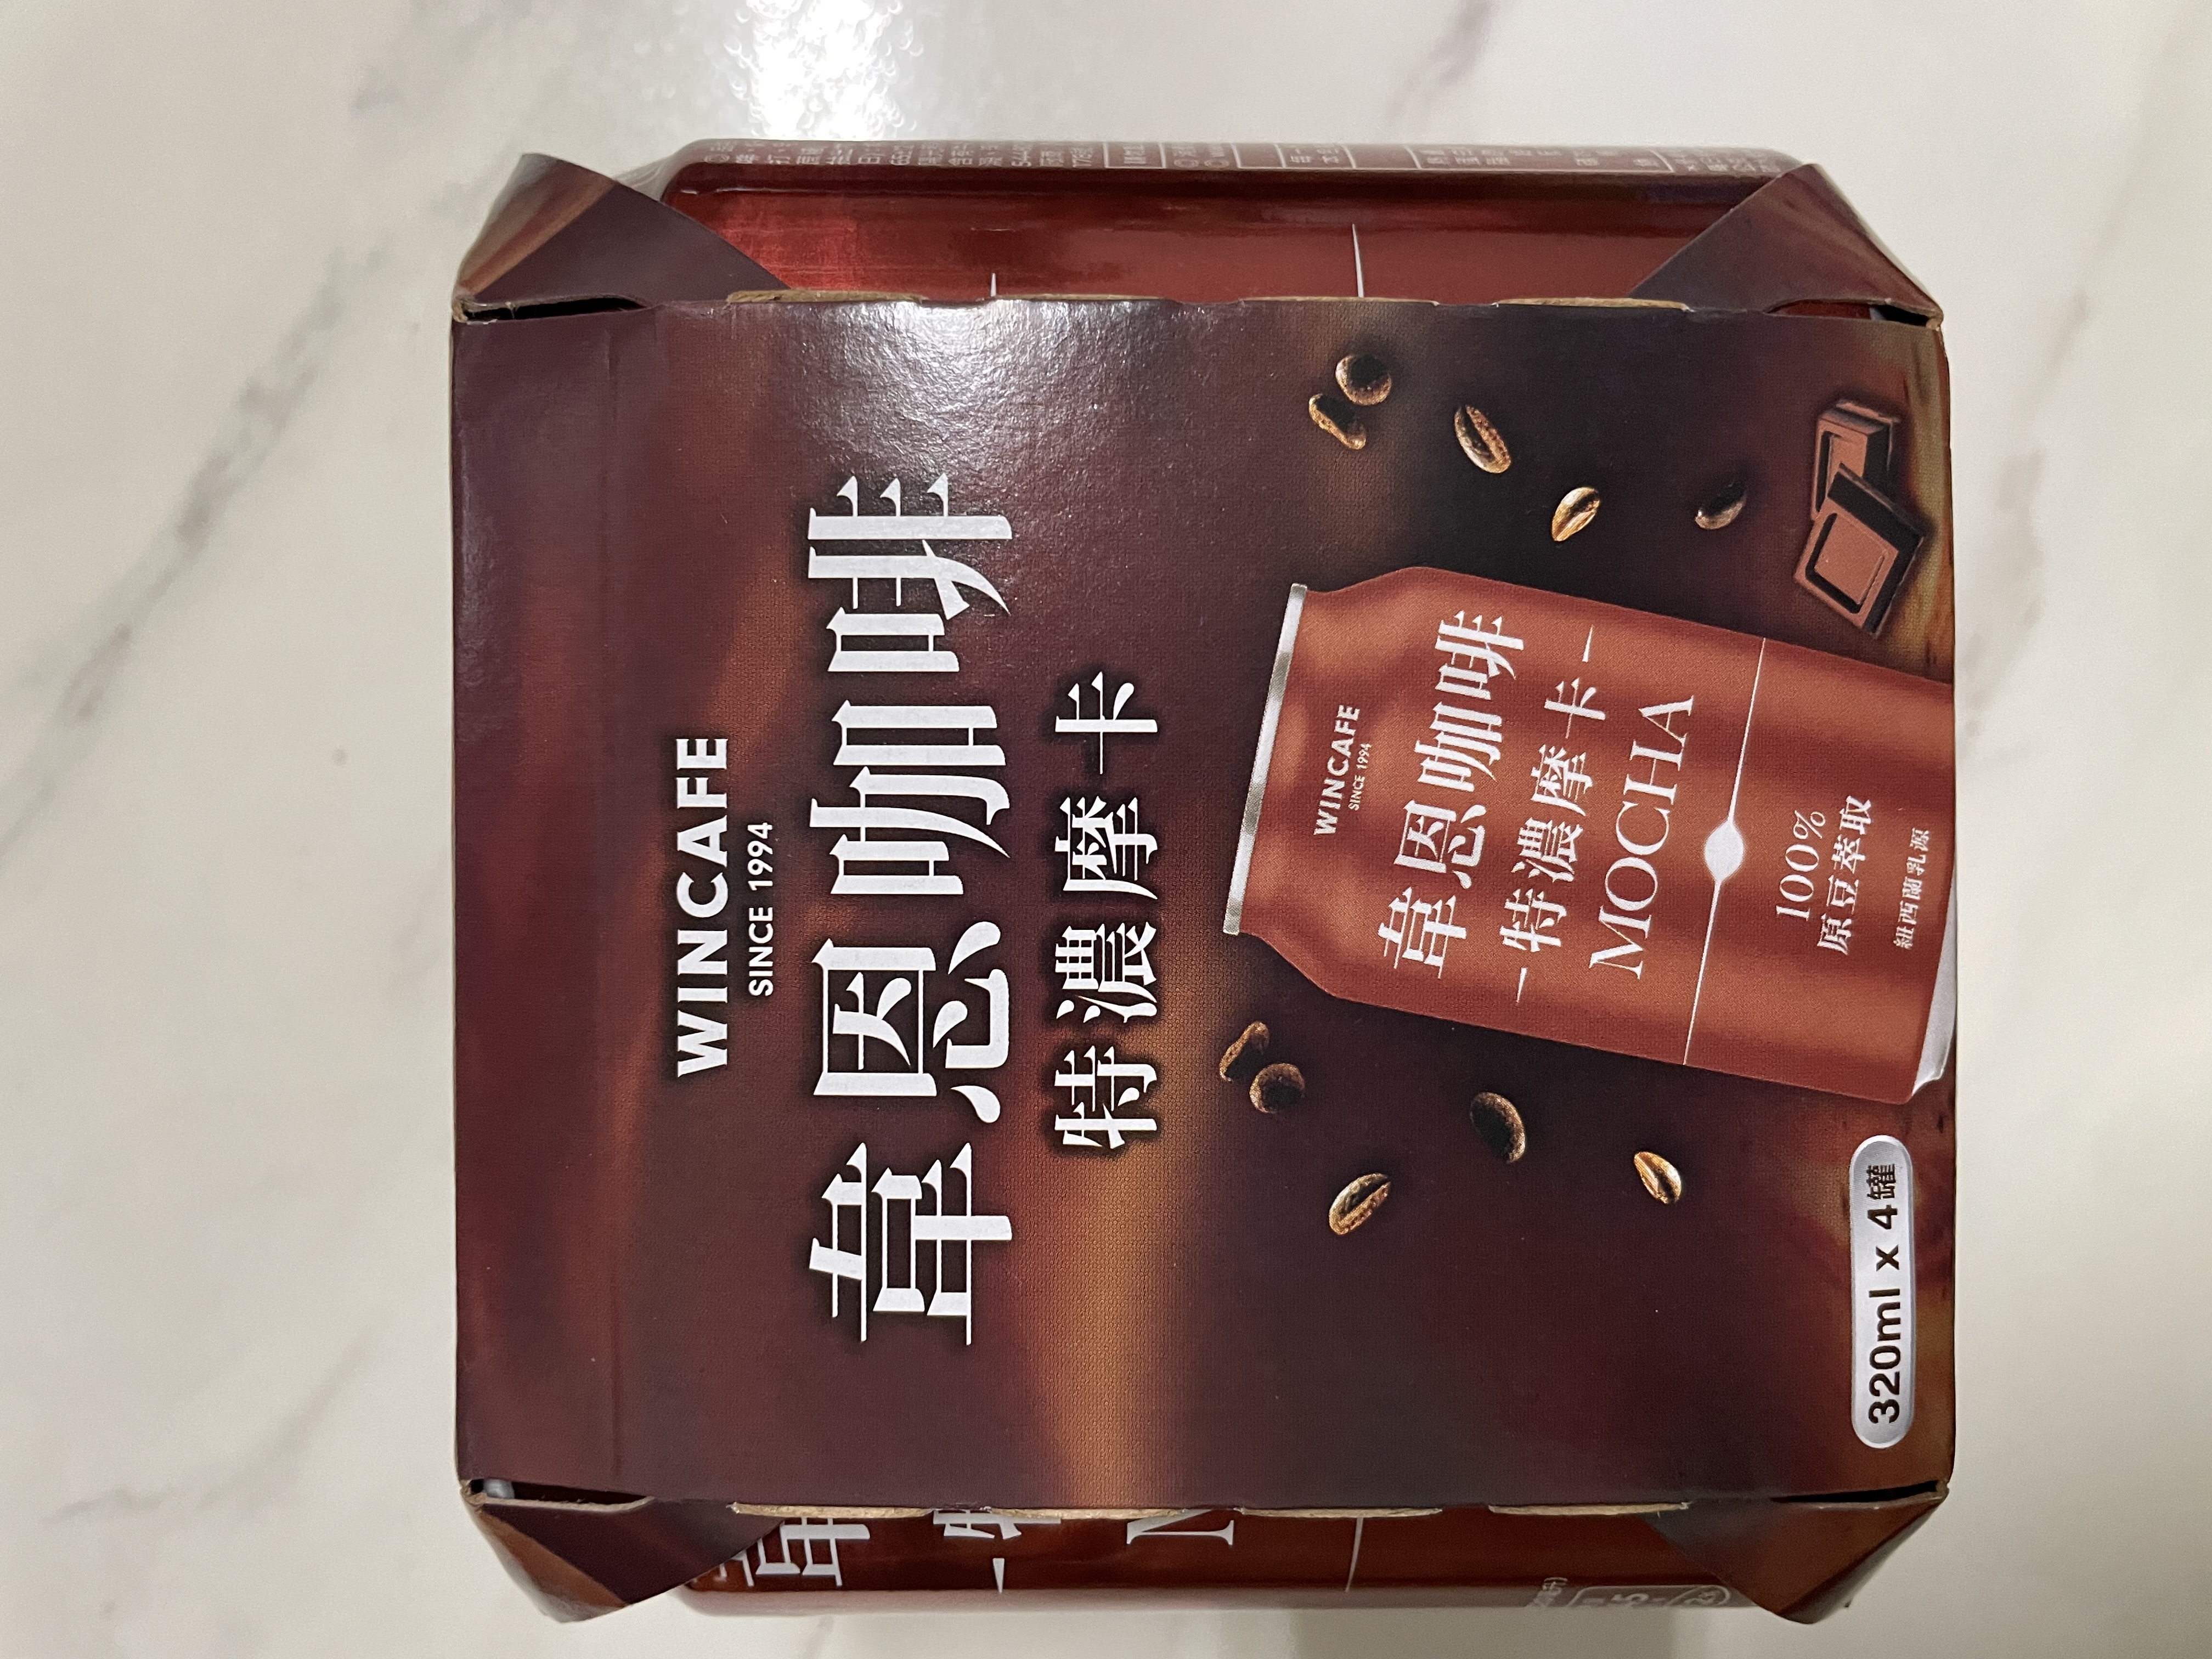 WINCAFE
SINCE 1994
韋恩咖啡
特濃摩卡
WINCAFE
SINCE 1994
韋恩咖啡
特濃摩卡
MOCHA
100%
原豆萃取
紐西蘭乳源
320ml x 4罐